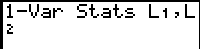 1-Var Stats L₁,L
₂